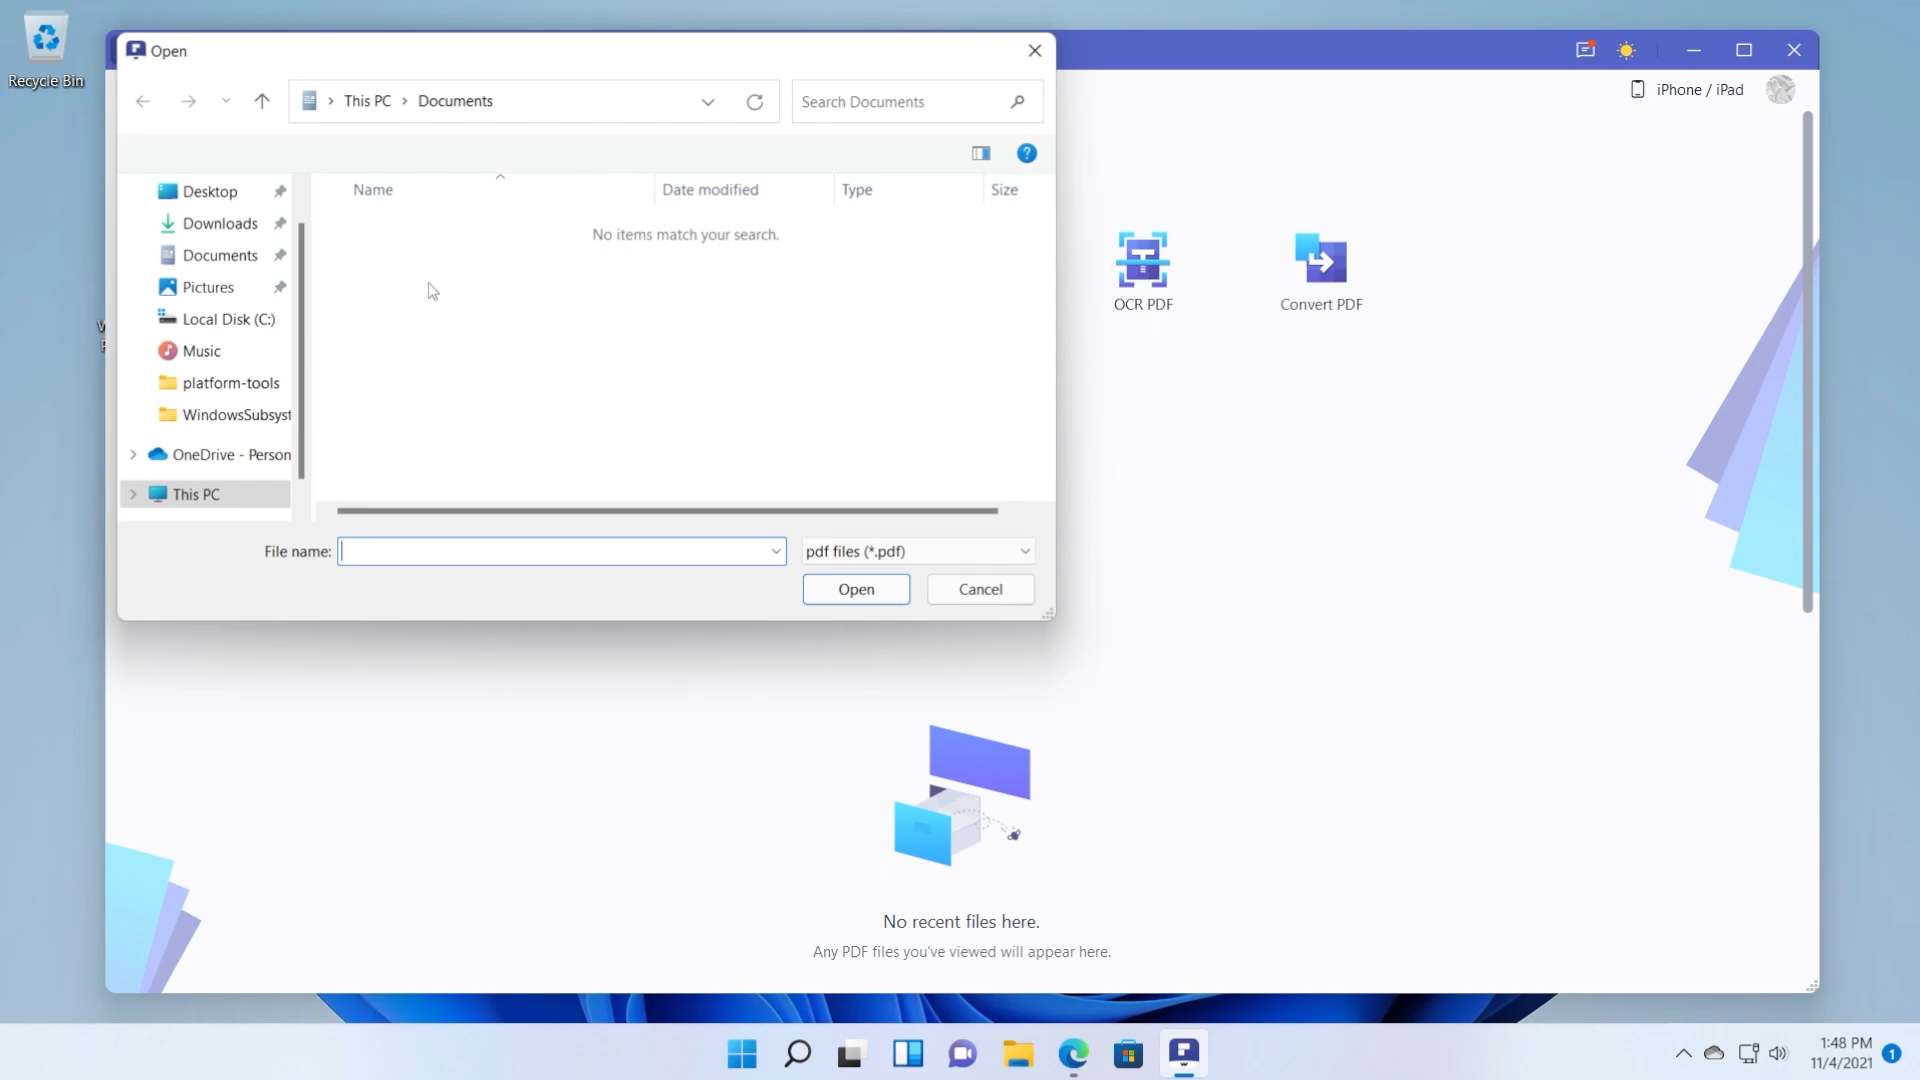 Recycle Bin
Open
This PC
Documents
Search Documents
iPhone / iPad
?
Name
Date modified
Type
Size
No items match your search.
Desktop
Downloads
Documents
Pictures
Local Disk (C:)
Music
platform-tools
WindowsSubsyst
OneDrive - Person
This PC
File name:
pdf files (*.pdf)
Open
Cancel
OCR PDF
Convert PDF
No recent files here.
Any PDF files you've viewed will appear here.
1:48 PM
11/4/2021
1